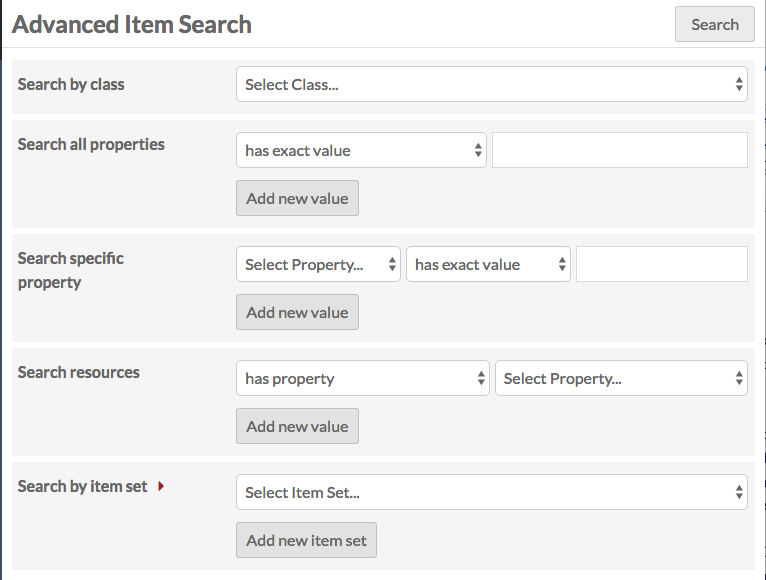 Advanced Item Search
Search
Search by class
Select Class...
Search all properties
has exact value
Add new value
Search specific
property
Select Property...
has exact value
Add new value
Search resources
has property
Select Property...
Add new value
Search by item set
Select Item Set...
Add new item set